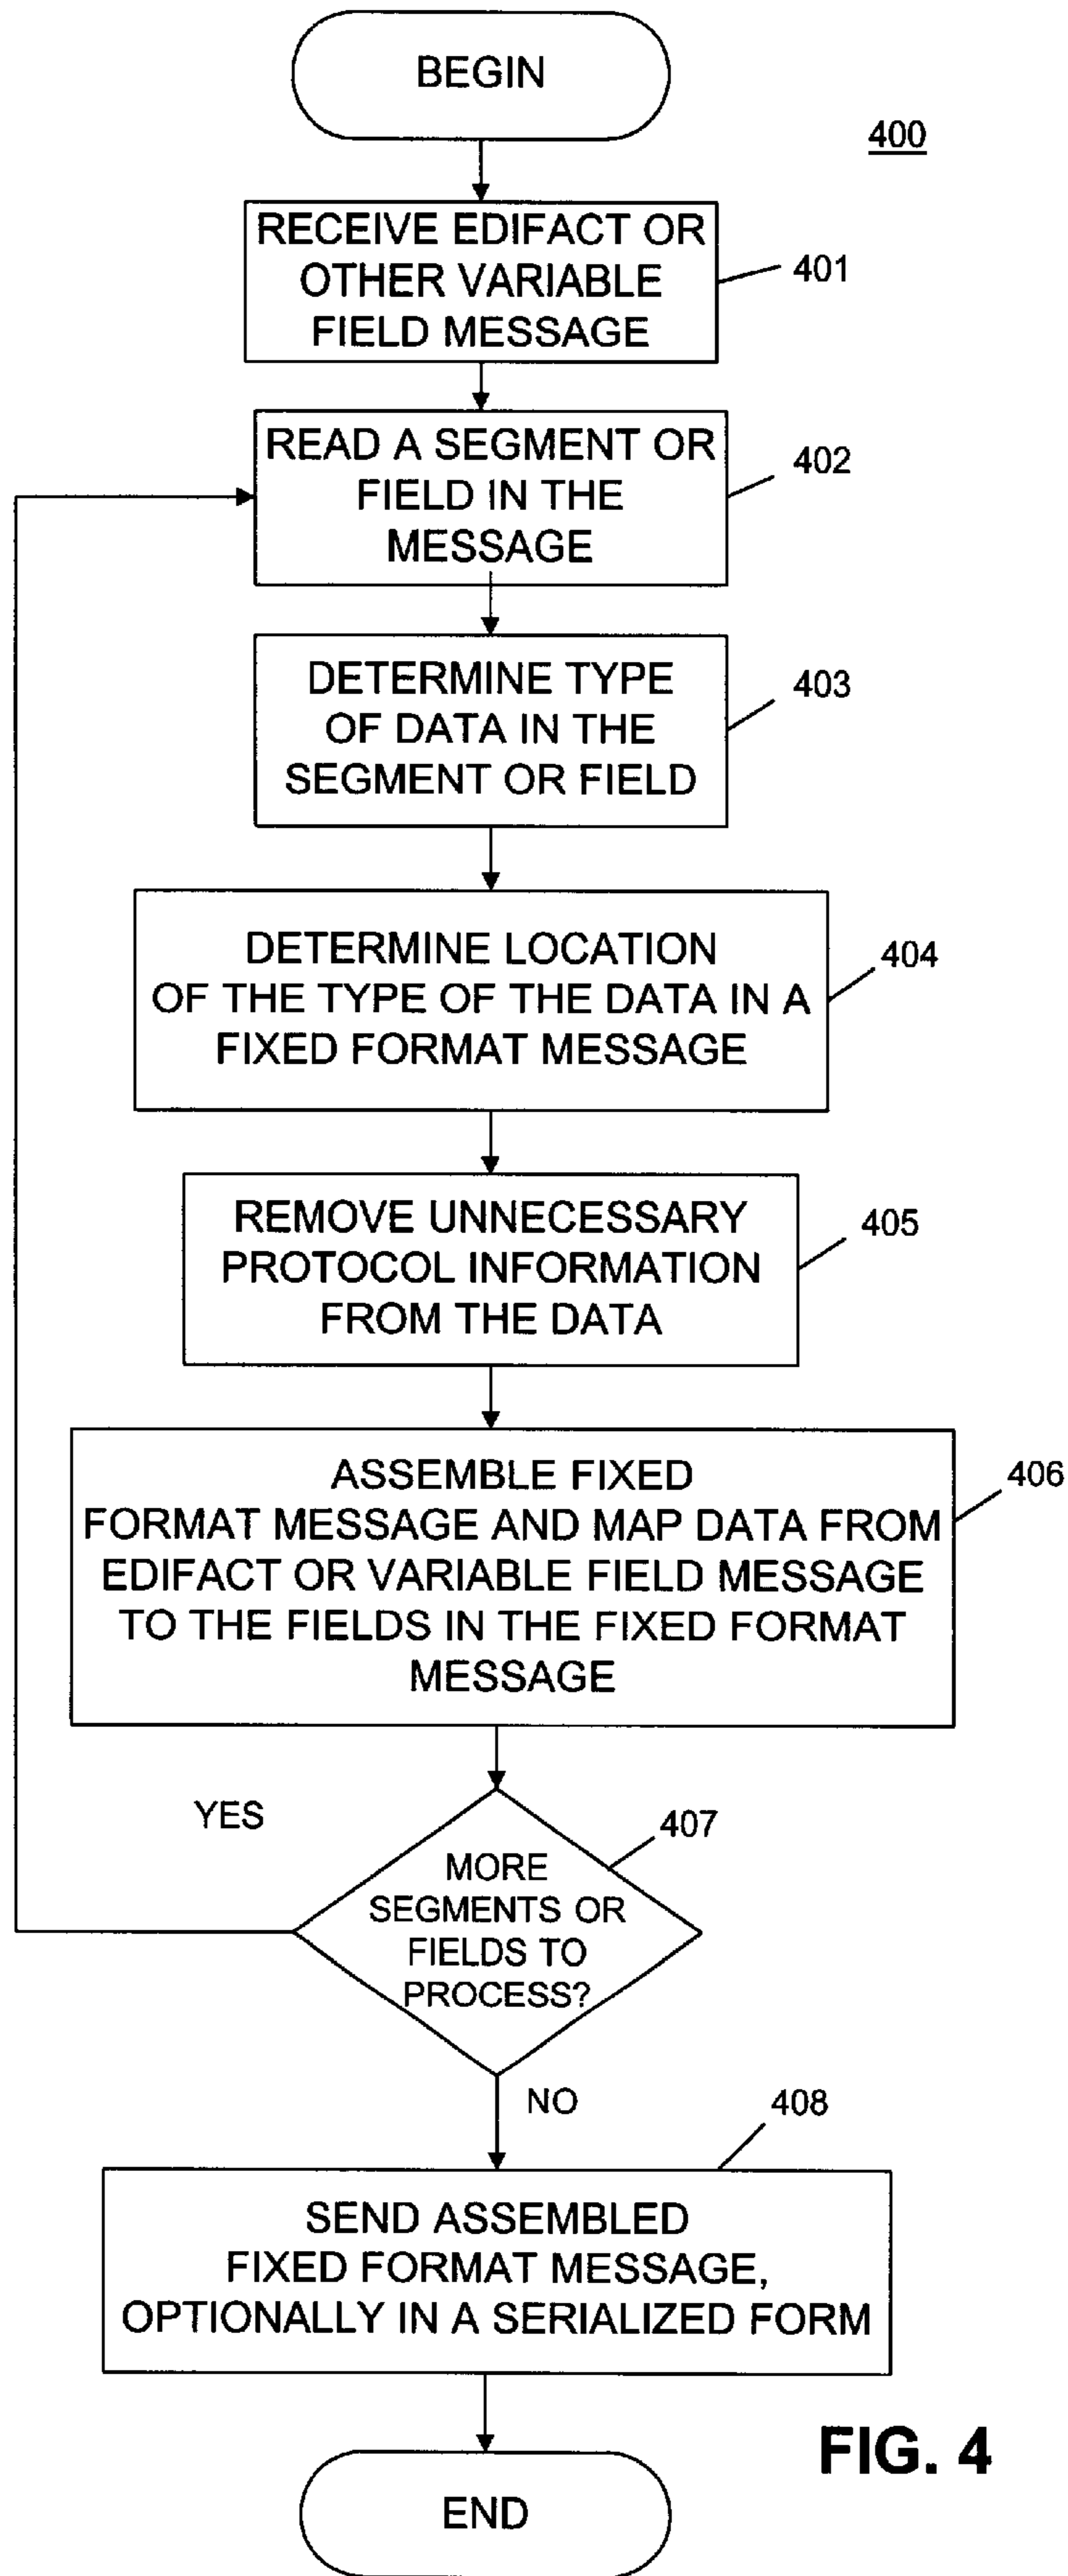 BEGIN
400
RECEIVE EDIFACT OR
OTHER VARIABLE
FIELD MESSAGE
401
READ A SEGMENT OR
FIELD IN THE
MESSAGE
402
DETERMINE TYPE
OF DATA IN THE
SEGMENT OR FIELD
403
DETERMINE LOCATION
OF THE TYPE OF THE DATA IN A
FIXED FORMAT MESSAGE
404
REMOVE UNNECESSARY
PROTOCOL INFORMATION
FROM THE DATA
405
ASSEMBLE FIXED
FORMAT MESSAGE AND MAP DATA FROM
EDIFACT OR VARIABLE FIELD MESSAGE
TO THE FIELDS IN THE FIXED FORMAT
MESSAGE
406
YES
MORE
SEGMENTS OR
FIELDS TO
PROCESS?
407
NO
408
SEND ASSEMBLED
FIXED FORMAT MESSAGE,
OPTIONALLY IN A SERIALIZED FORM
FIG. 4
END